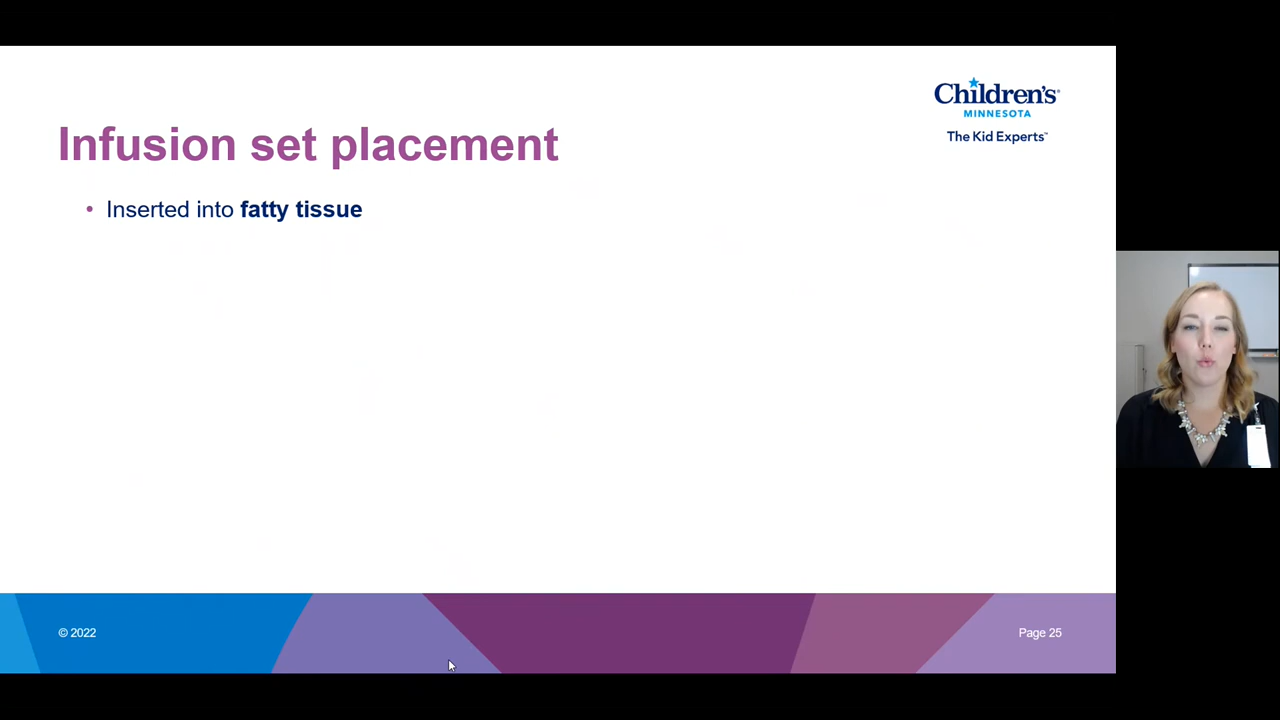 Children's
MINNESOTA
The Kid Experts™
Infusion set placement
• Inserted into fatty tissue
© 2022
Page 25